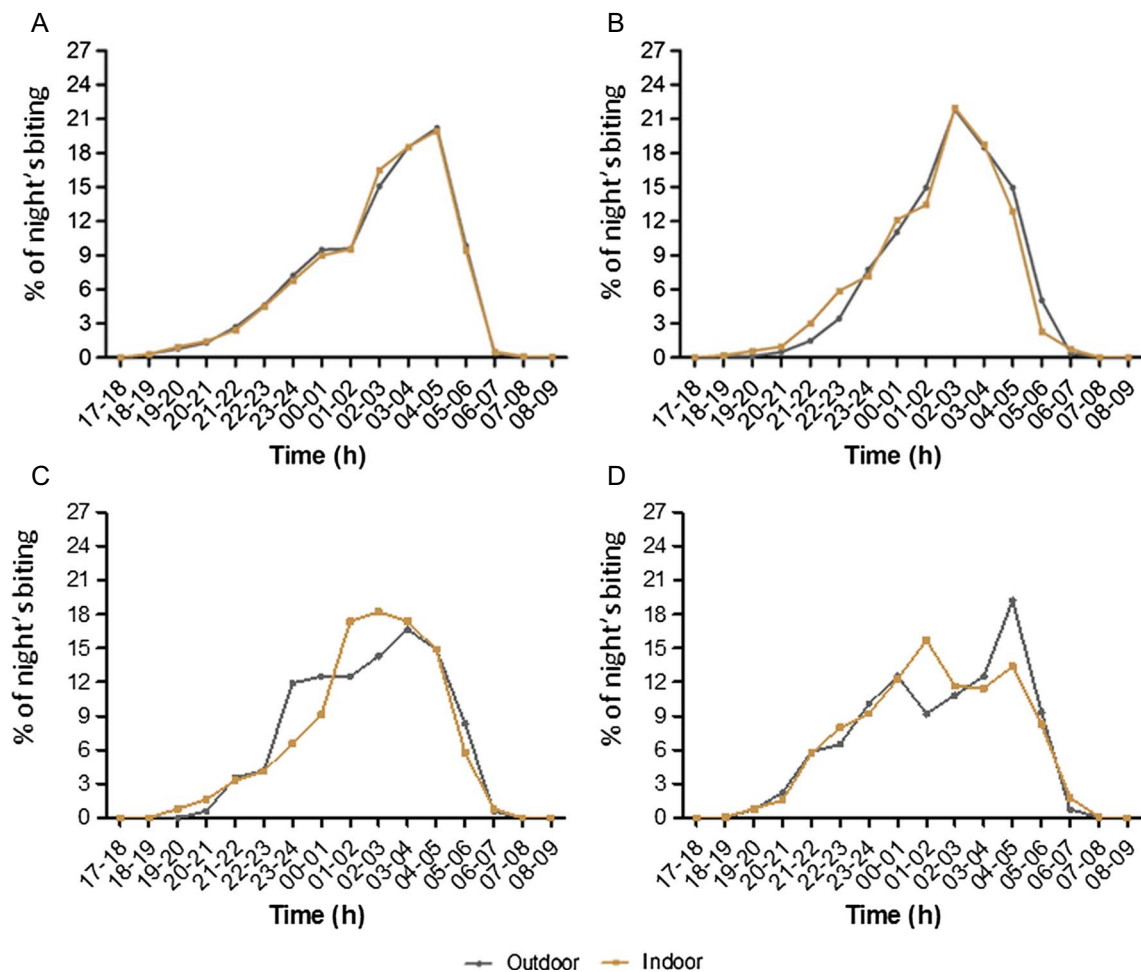 A
27
24
21
18
15
12
9
6
3
0
% of night's biting
17-18 18-19 19-20 20-21 21-22 22-23 23-24 00-01 01-02 02-03 03-04 04-05 05-06 06-07 07-08 08-09
Time (h)
B
27
24
21
18
15
12
9
6
3
0
% of night's biting
17-18 18-19 19-20 20-21 21-22 22-23 23-24 00-01 01-02 02-03 03-04 04-05 05-06 06-07 07-08 08-09
Time (h)
C
27
24
21
18
15
12
9
6
3
0
% of night's biting
17-18 18-19 19-20 20-21 21-22 22-23 23-24 00-01 01-02 02-03 03-04 04-05 05-06 06-07 07-08 08-09
Time (h)
D
27
24
21
18
15
12
9
6
3
0
% of night's biting
17-18 18-19 19-20 20-21 21-22 22-23 23-24 00-01 01-02 02-03 03-04 04-05 05-06 06-07 07-08 08-09
Time (h)
Outdoor Indoor